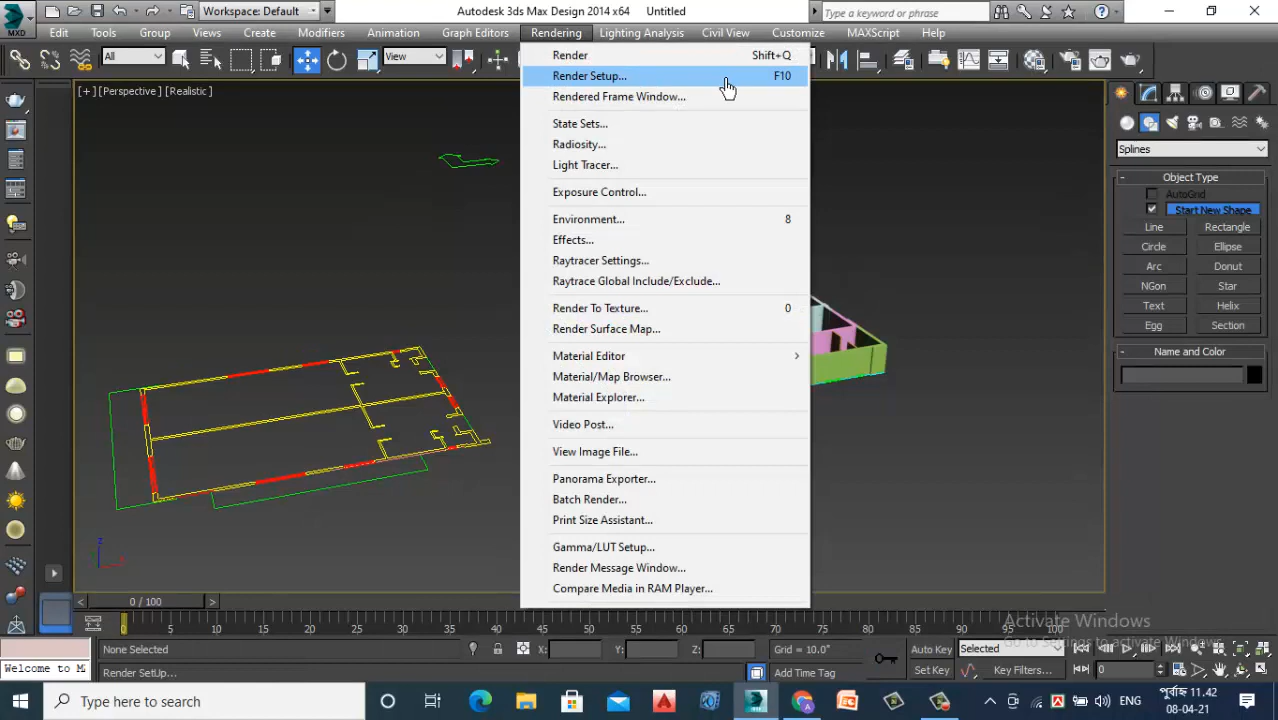 MXD
Workspace: Default
Autodesk 3ds Max Design 2014 x64 Untitled
Type a keyword or phrase
Edit Tools Group Views Create Modifiers Animation Graph Editors Rendering Lighting Analysis Civil View Customize MAXScript Help
All
View
[ + ] [Perspective ] [Realistic ]
Render Shift+Q
Render Setup... F10
Rendered Frame Window...
State Sets...
Radiosity...
Light Tracer...
Exposure Control...
Environment... 8
Effects...
Raytracer Settings...
Raytrace Global Include/Exclude...
Render To Texture... 0
Render Surface Map...
Material Editor
Material/Map Browser...
Material Explorer...
Video Post...
View Image File...
Panorama Exporter...
Batch Render...
Print Size Assistant...
Gamma/LUT Setup...
Render Message Window...
Compare Media in RAM Player...
Splines
Object Type
AutoGrid
Start New Shape
Line Rectangle
Circle Ellipse
Arc Donut
NGon Star
Text Helix
Egg Section
Name and Color
z
0 / 100
0 5 10 15 20 25 30 35 40 45 50 55 60 65 70 75 80 85 90 95 100
Activate Windows
Go to Settings to activate Windows.
None Selected X: Y: Z: Grid = 10.0" Auto Key Selected
Welcome to M Render SetUp... Add Time Tag Set Key Key Filters... 0
Type here to search
ENG
পূর্বাহ্ন 11.42
08-04-21